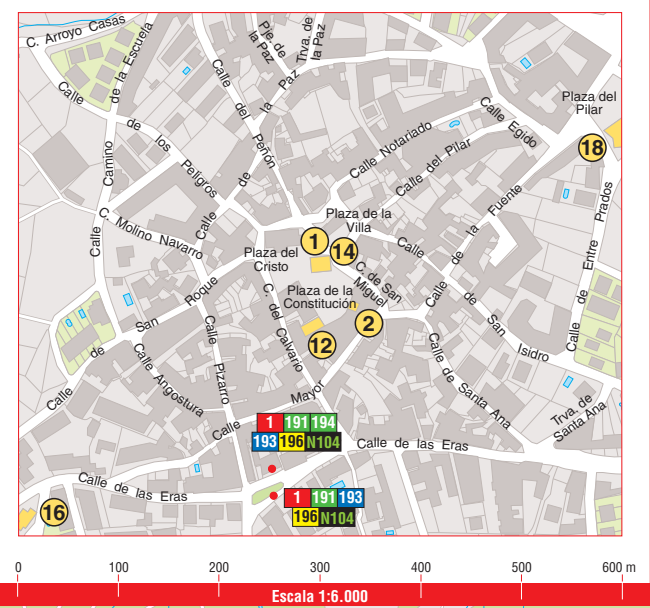 C. Arroyo Casas
Calle
de los
Peligros
Calle Camino
de la Escuela
Pje. de
la Paz
Trva. de
la Paz
Calle
del
Peñón
Calle
de
la
Paz
Calle Notariado
Calle del Pilar
Calle Egido
Plaza del
Pilar
18
Calle
de
Entre
Prados
C. Molino Navarro
Plaza de la
Villa
1
14
Plaza del
Cristo
C. de San
Miguel
Plaza de la
Constitución
2
12
Calle
de
la
Fuente
Calle
de
San
Isidro
Calle
de
San
Roque
Calle Angostura
Calle
Pizarro
C. del Calvario
Calle
Mayor
Calle de Santa Ana
Trva. de
Santa Ana
1 191 194
193 196 N104
Calle de las Eras
Calle de las Eras
1 191 193
196 N104
16
0 100 200 300 400 500 600 m
Escala 1:6.000